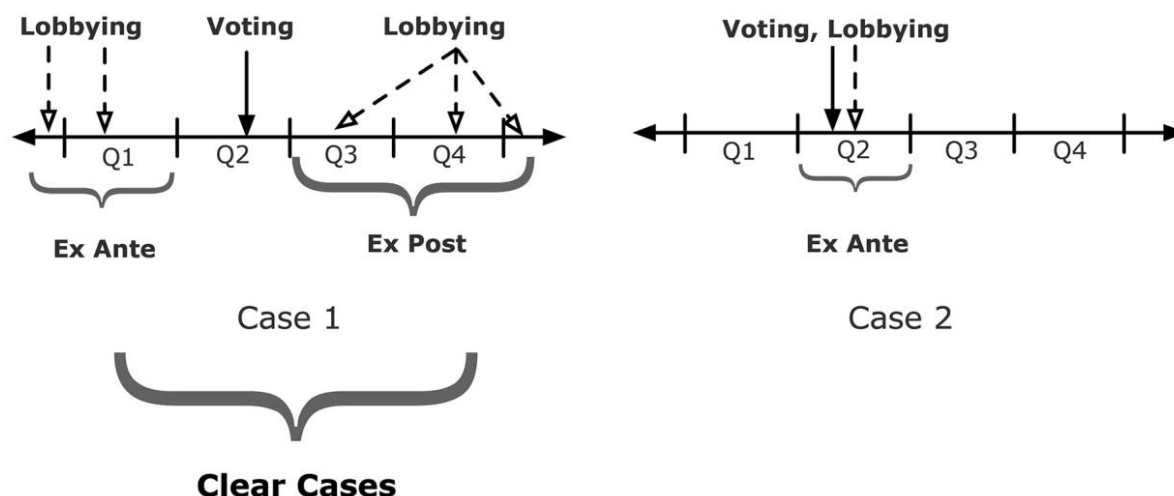 Lobbying Voting Lobbying
Q1 Q2 Q3 Q4
Ex Ante Ex Post
Case 1
Clear Cases
Voting, Lobbying
Q1 Q2 Q3 Q4
Ex Ante
Case 2